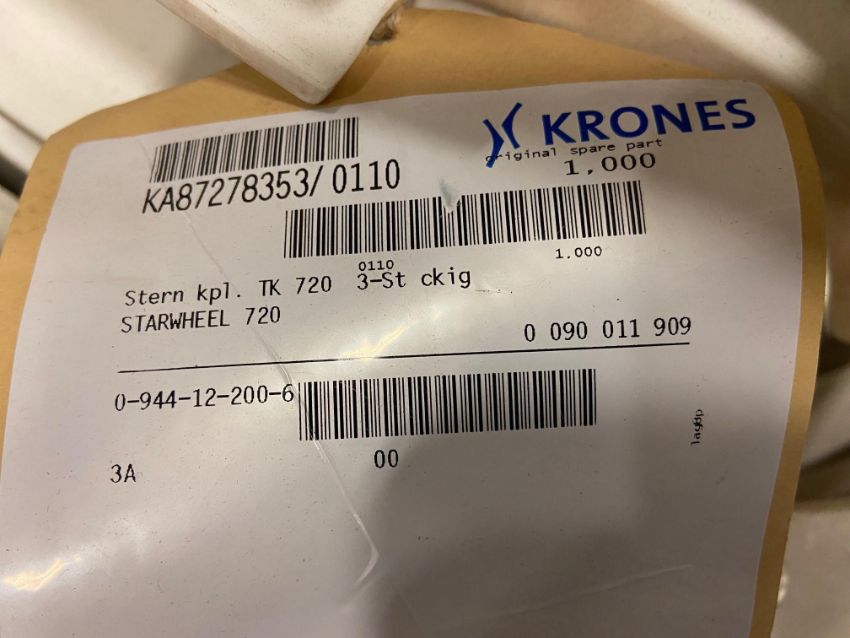 KRONES
original spare part
KA87278353/0110
1,000
0110
1.000
Stern kpl. TK 720 3-St ckig
STARWHEEL 720
0 090 011 909
0-944-12-200-6
3A
00